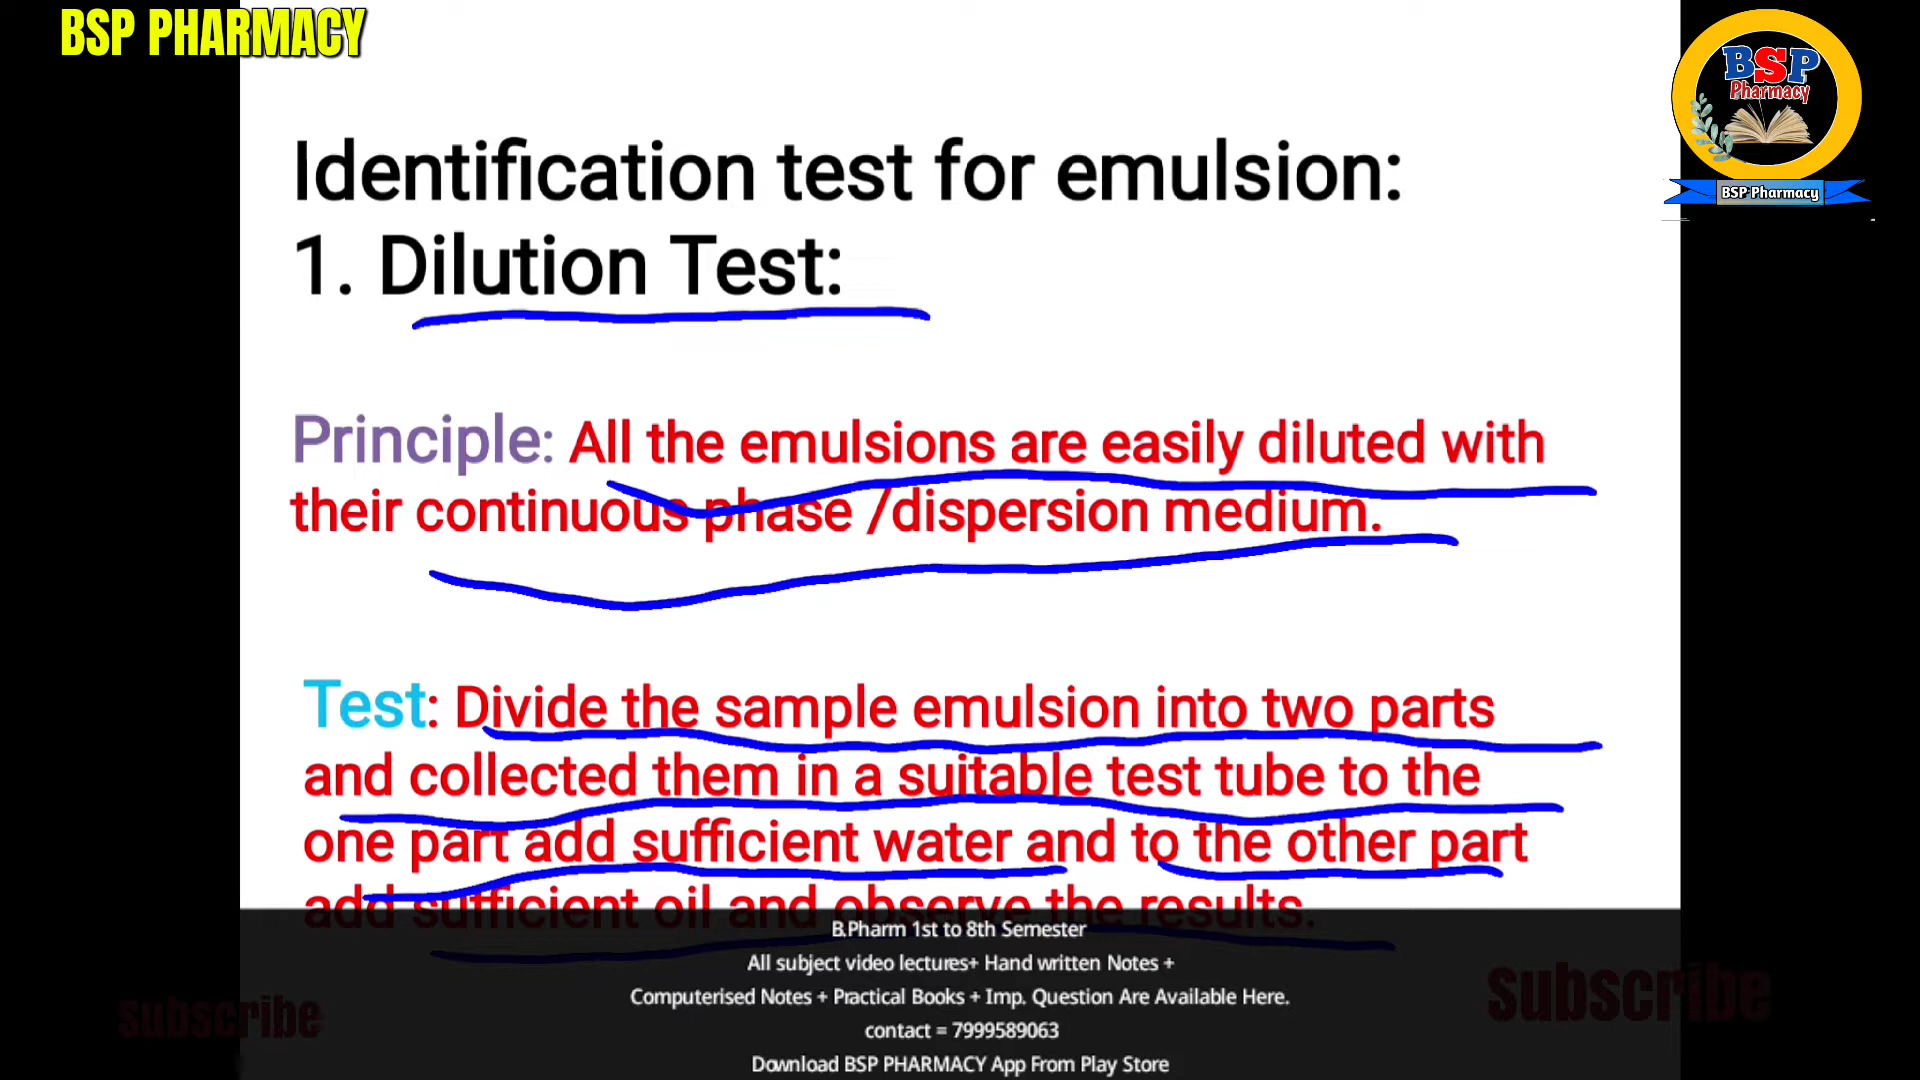 BSP PHARMACY
BSP
Pharmacy
BSP Pharmacy
Identification test for emulsion:
1. Dilution Test:
Principle: All the emulsions are easily diluted with
their continuous phase /dispersion medium.
Test: Divide the sample emulsion into two parts
and collected them in a suitable test tube to the
one part add sufficient water and to the other part
add sufficient oil and observe the results.
B.Pharm 1st to 8th Semester
All subject video lectures+ Hand written Notes +
Computerised Notes + Practical Books + Imp. Question Are Available Here.
contact = 7999589063
Download BSP PHARMACY App From Play Store
subscribe
Subscribe